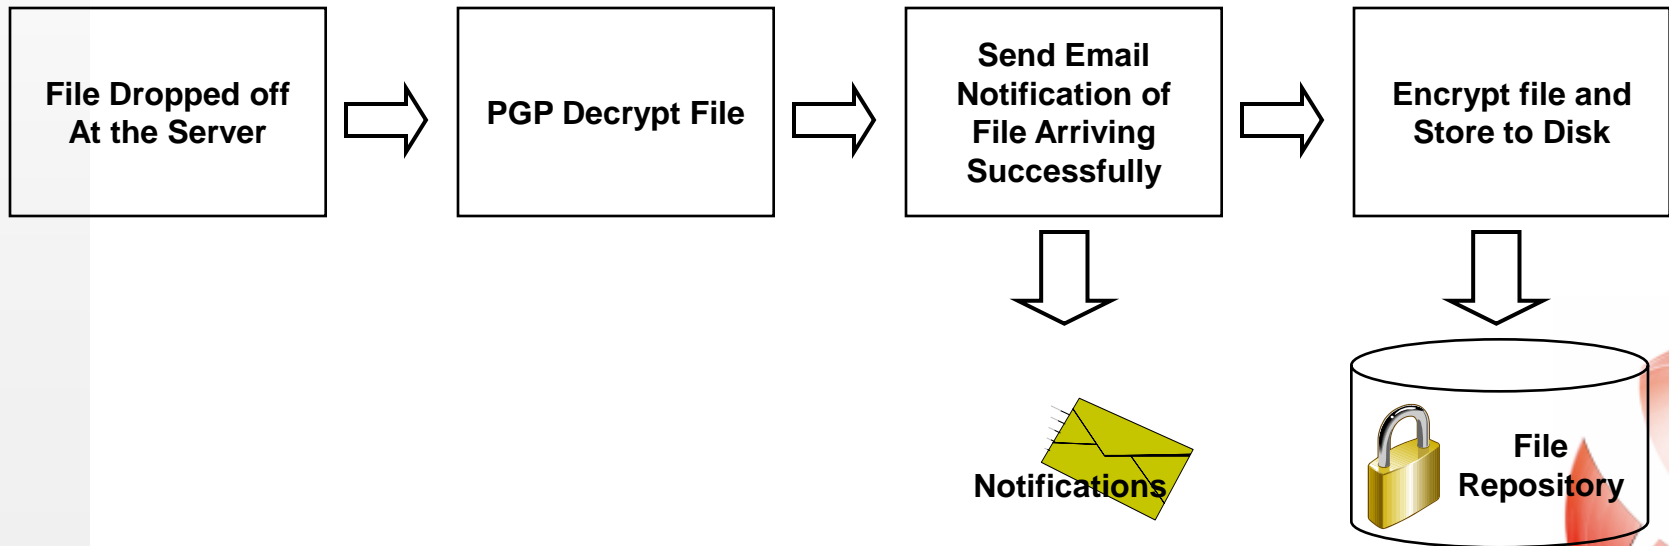 File Dropped off
At the Server
PGP Decrypt File
Send Email
Notification of
File Arriving
Successfully
Encrypt file and
Store to Disk
Notifications
File
Repository